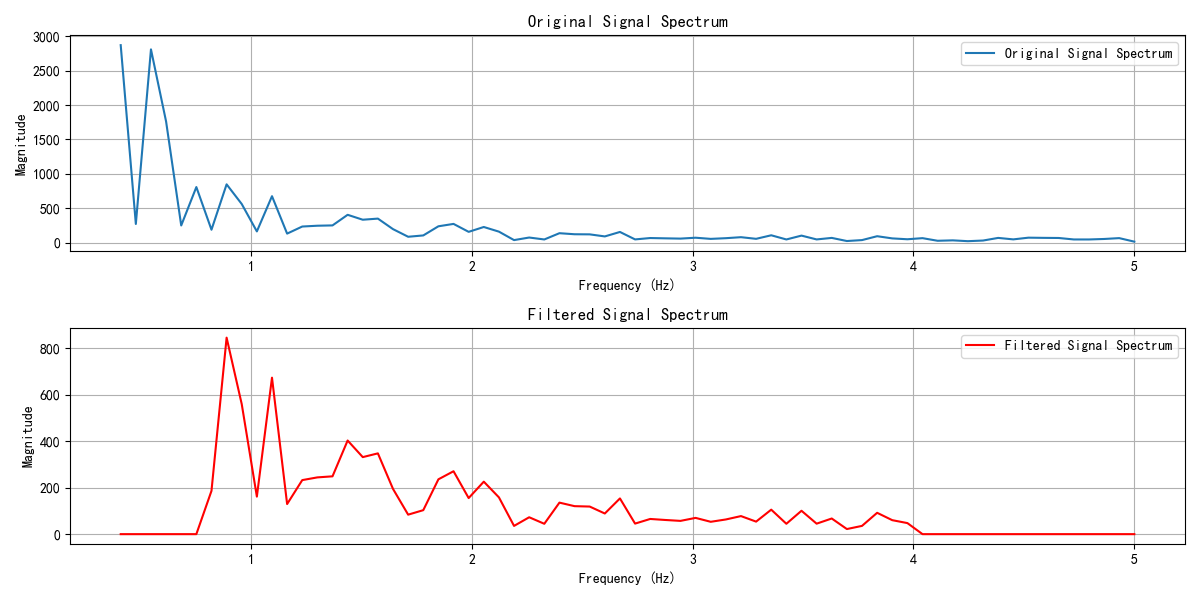 Original Signal Spectrum
3000
2500
2000
1500
1000
500
0
Magnitude
Original Signal Spectrum
1 2 3 4 5
Frequency (Hz)
Filtered Signal Spectrum
800
600
400
200
0
Magnitude
Filtered Signal Spectrum
1 2 3 4 5
Frequency (Hz)